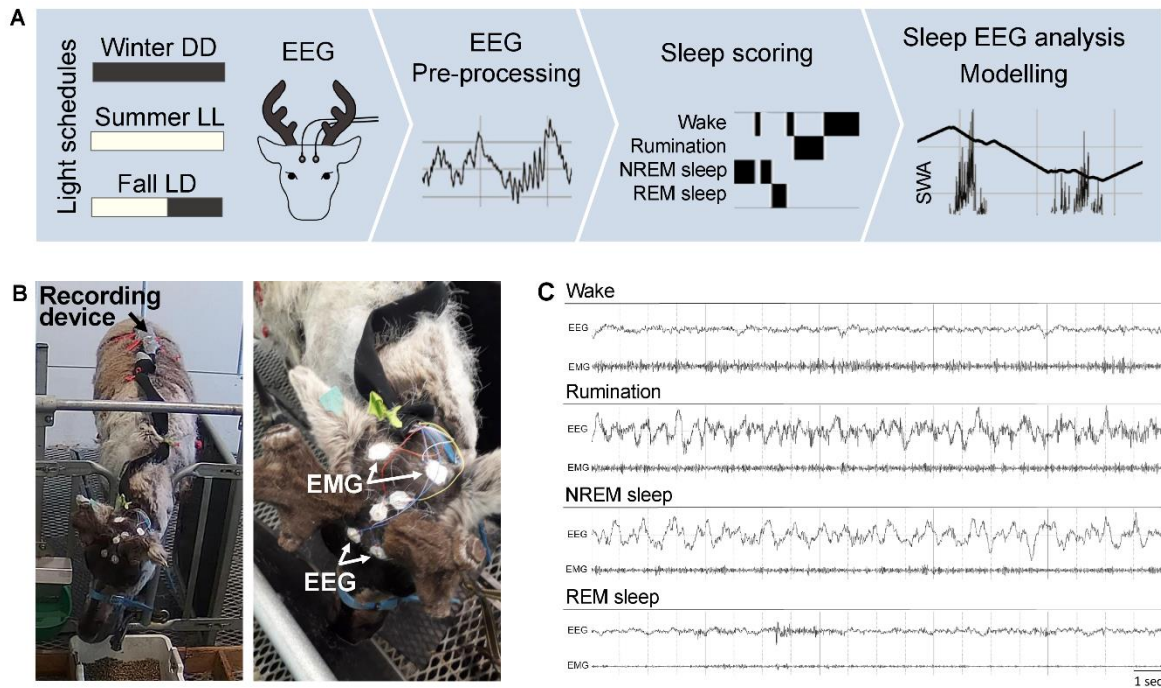 A
Light schedules
Winter DD
Summer LL
Fall LD
EEG
EEG
Pre-processing
Sleep scoring
Wake
Rumination
NREM sleep
REM sleep
Sleep EEG analysis
Modelling
SWA
B
Recording
device
EMG
EEG
C
Wake
EEG
EMG
Rumination
EEG
EMG
NREM sleep
EEG
EMG
REM sleep
EEG
EMG
1 sec